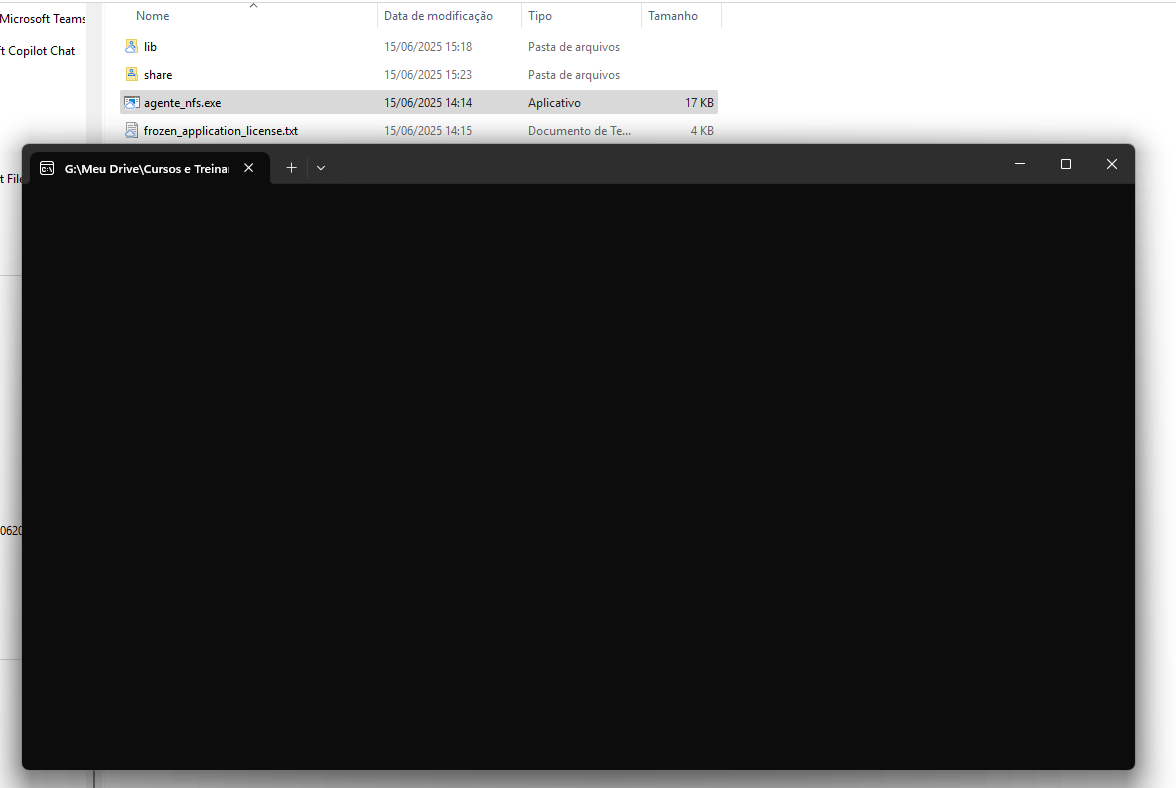 Microsoft Teams
Copilot Chat
Nome Data de modificação Tipo Tamanho
lib 15/06/2025 15:18 Pasta de arquivos
share 15/06/2025 15:23 Pasta de arquivos
agente_nfs.exe 15/06/2025 14:14 Aplicativo 17 KB
frozen_application_license.txt 15/06/2025 14:15 Documento de Te... 4 KB
G:\Meu Drive\Cursos e Treina
t File
0620